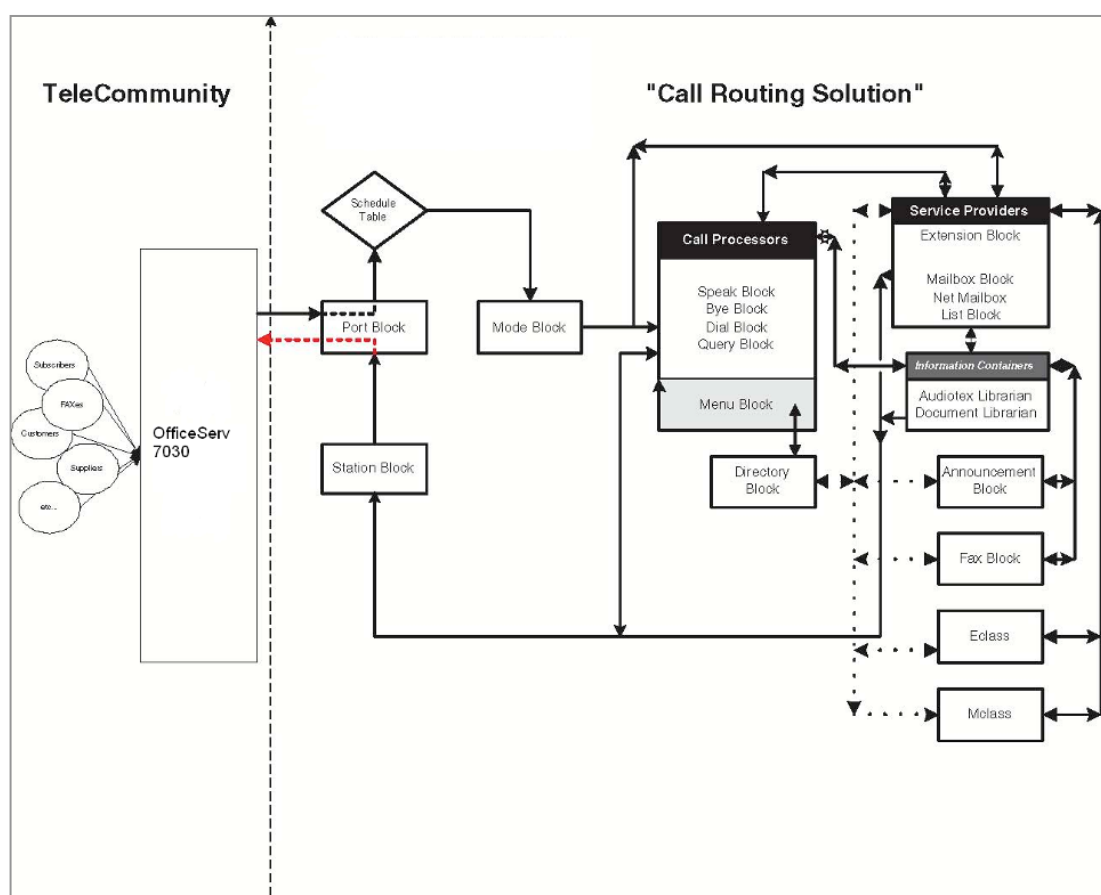 TeleCommunity
"Call Routing Solution"
Schedule
Table
Service Providers
Extension Block
Mailbox Block
Net Mailbox
List Block
Call Processors
Speak Block
Bye Block
Dial Block
Query Block
Menu Block
Port Block
Mode Block
Information Containers
Audiotex Librarian
Document Librarian
Subscribers
FAXes
Customers
Suppliers
etc...
OfficeServ
7030
Station Block
Directory
Block
Announcement
Block
Fax Block
Eclass
Mclass